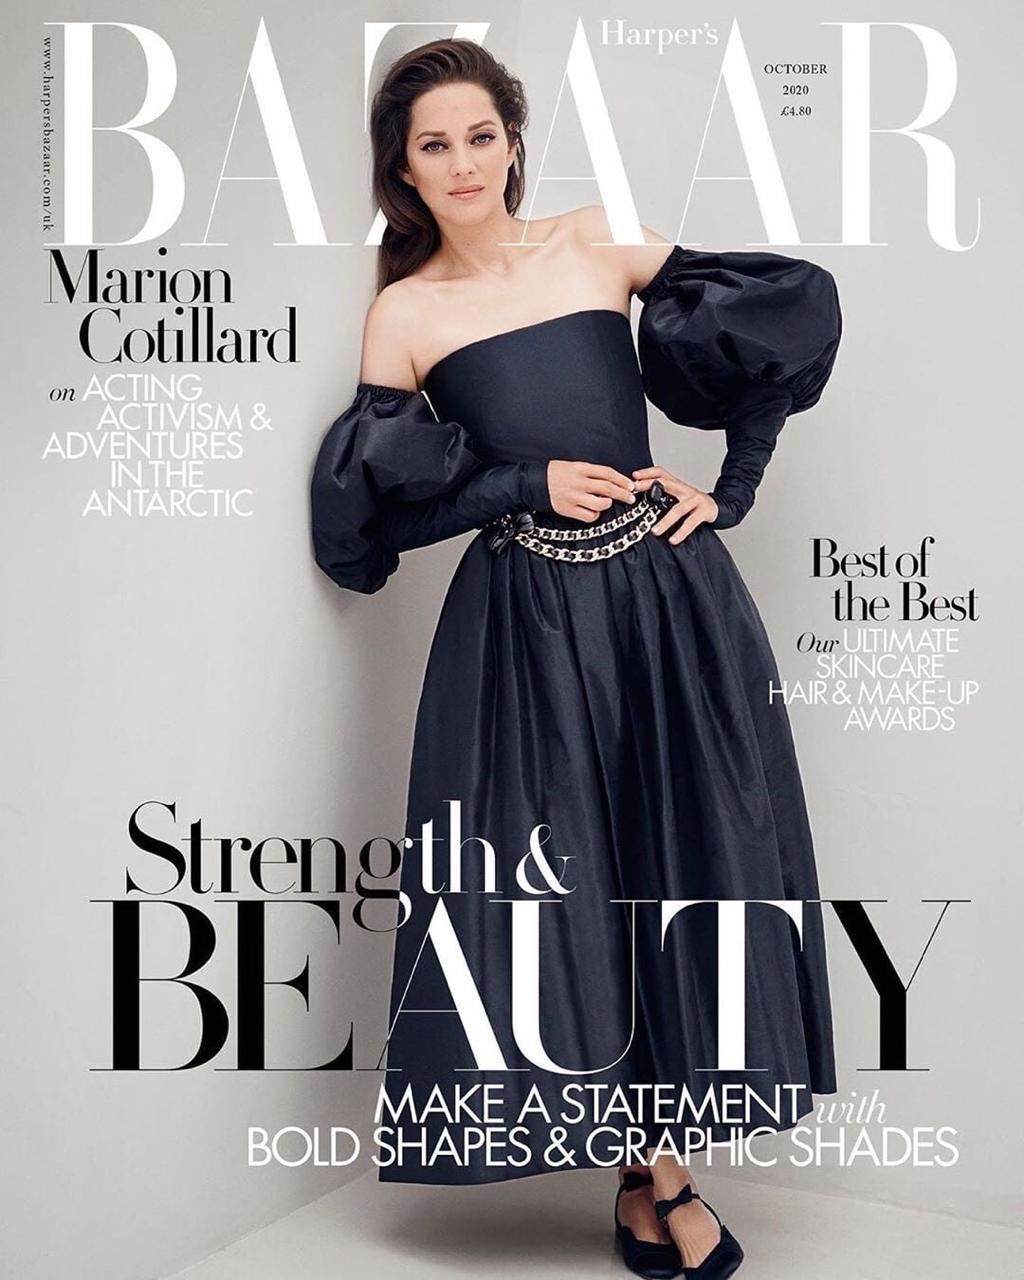 Harper's
BAZAAR
OCTOBER
2020
£4.80
www.harpersbazaar.com/uk
Marion
Cotillard
on ACTING
ACTIVISM &
ADVENTURES
IN THE
ANTARCTIC
Best of
the Best
Our ULTIMATE
SKINCARE
HAIR & MAKE-UP
AWARDS
Strength &
BEAUTY
MAKE A STATEMENT with
BOLD SHAPES & GRAPHIC SHADES